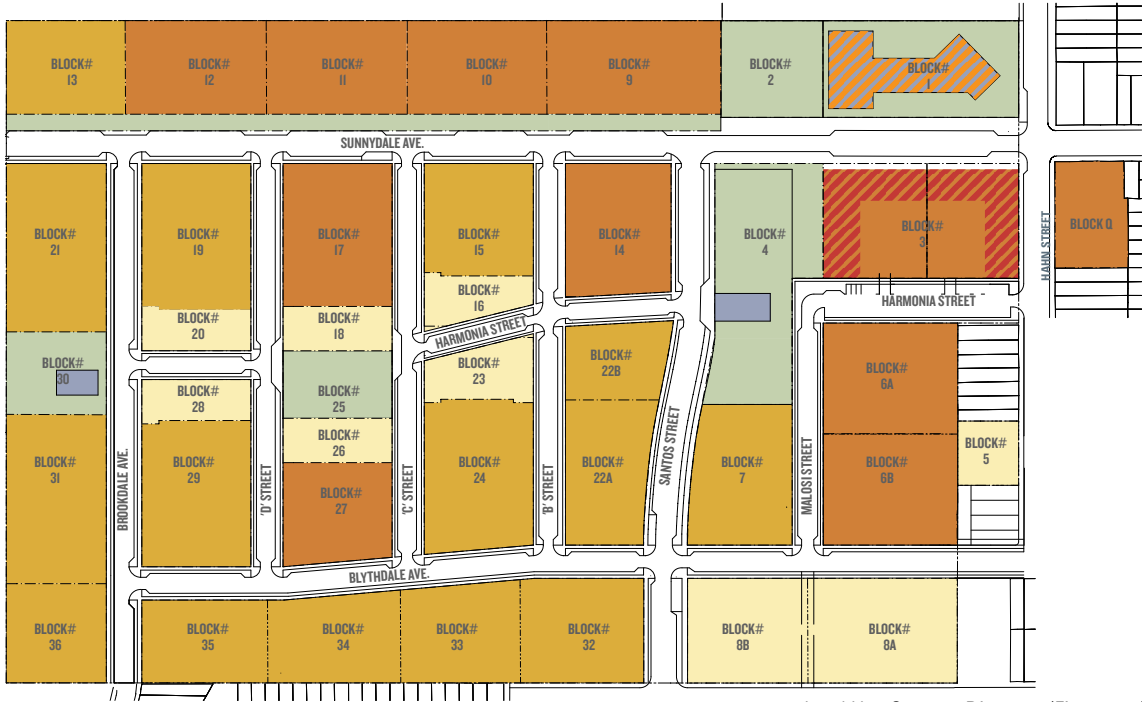 BLOCK#
13
BLOCK#
12
BLOCK#
11
BLOCK#
10
BLOCK#
9
BLOCK#
2
BLOCK#
1
SUNNYDALE AVE.
BLOCK#
21
BLOCK#
19
BLOCK#
17
BLOCK#
15
BLOCK#
14
BLOCK#
4
BLOCK#
3
BLOCK Q
HAHN STREET
BLOCK#
16
BLOCK#
20
BLOCK#
18
HARMONIA STREET
HARMONIA STREET
BLOCK#
30
BLOCK#
28
BLOCK#
25
BLOCK#
23
BLOCK#
22B
BLOCK#
6A
BLOCK#
26
BLOCK#
5
BLOCK#
31
BLOCK#
29
BLOCK#
27
BLOCK#
24
BLOCK#
22A
BLOCK#
7
BLOCK#
6B
BROOKDALE AVE.
'D' STREET
'C' STREET
'B' STREET
SANTOS STREET
MALOSI STREET
BLYTHDALE AVE.
BLOCK#
36
BLOCK#
35
BLOCK#
34
BLOCK#
33
BLOCK#
32
BLOCK#
8B
BLOCK#
8A